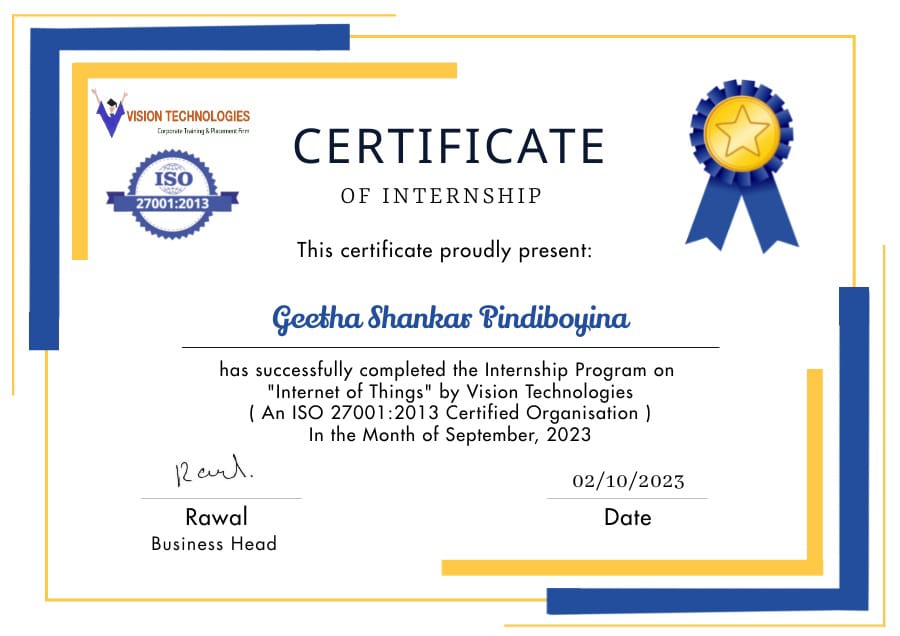 VISION TECHNOLOGIES
Corporate Training & Placement Firm
ISO
27001:2013
CERTIFICATE
OF INTERNSHIP
This certificate proudly present:
Geetha Shankar Pindiboyina
has successfully completed the Internship Program on
"Internet of Things" by Vision Technologies
( An ISO 27001:2013 Certified Organisation )
In the Month of September, 2023
Rawal
Business Head
02/10/2023
Date